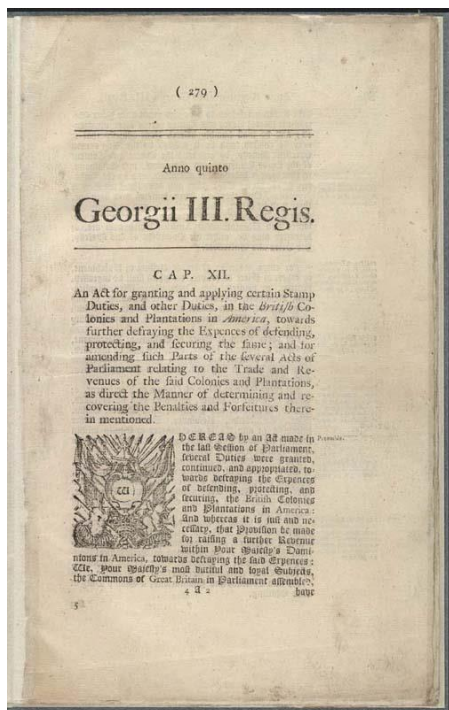 ( 279 )
Anno quinto
Georgii III. Regis.
CAP. XII.
An Act for granting and applying certain Stamp
Duties, and other Duties, in the British Co-
lonies and Plantations in America, towards
further defraying the Expences of defending,
protecting, and securing the same; and for
amending such Parts of the several Acts of
Parliament relating to the Trade and Re-
venues of the said Colonies and Plantations,
as direct the Manner of determining and re-
covering the Penalties and Forfeitures there-
in mentioned.
WHEREAS by an Act made in
Preamble.
the last Session of Parliament,
several Duties were granted,
continued, and appropriated, to-
wards defraying the Expences
of defending, protecting, and
securing, the British Colonies
and Plantations in America:
And whereas it is just and ne-
cessary, that Provision be made
for raising a further Revenue
within Your Majesty's Domi-
nions in America, towards defraying the said Expences:
We, Your Majesty's most dutiful and loyal Subjects,
the Commons of Great Britain in Parliament assembled,
4 A 2
have
5